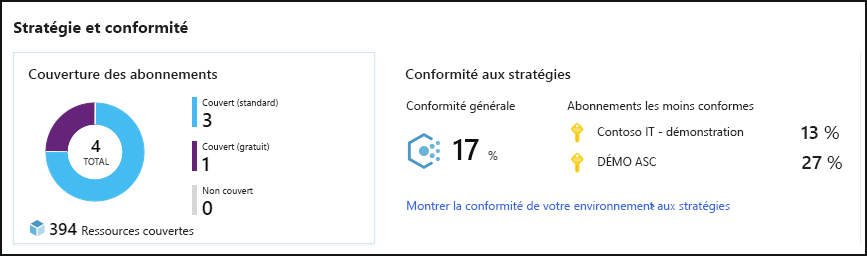 Stratégie et conformité
Couverture des abonnements
4
TOTAL
Couvert (standard)
3
Couvert (gratuit)
1
Non couvert
0
394 Ressources couvertes
Conformité aux stratégies
Conformité générale
17 %
Abonnements les moins conformes
Contoso IT - démonstration 13 %
DÉMO ASC 27 %
Montrer la conformité de votre environnement aux stratégies